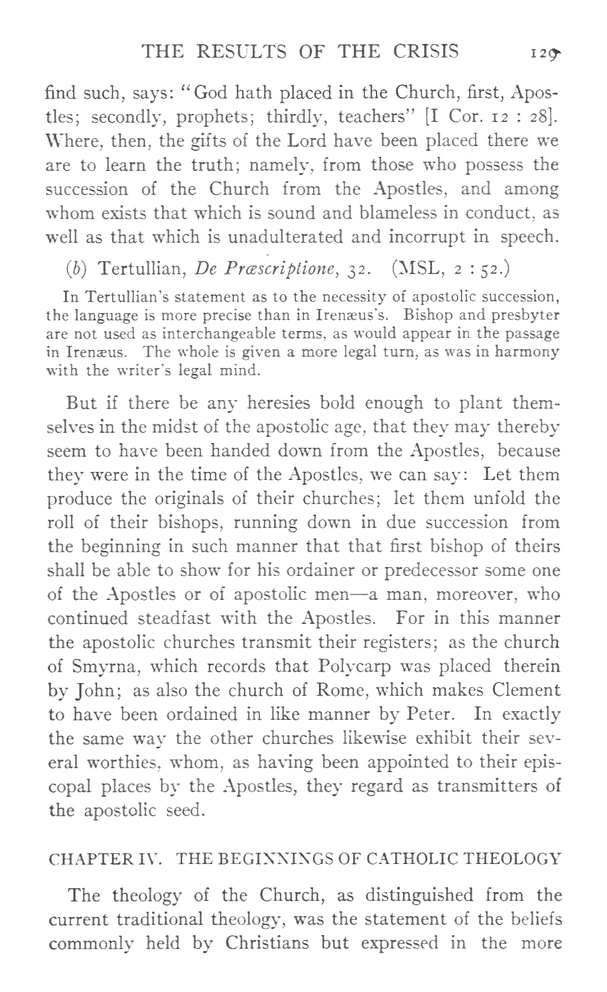 THE RESULTS OF THE CRISIS 129
find such, says: “God hath placed in the Church, first, Apos-
tles; secondly, prophets; thirdly, teachers” [I Cor. 12 : 28].
Where, then, the gifts of the Lord have been placed there we
are to learn the truth; namely, from those who possess the
succession of the Church from the Apostles, and among
whom exists that which is sound and blameless in conduct, as
well as that which is unadulterated and incorrupt in speech.
(b) Tertullian, De Præscriptione, 32. (MSL, 2 : 52.)
In Tertullian’s statement as to the necessity of apostolic succession,
the language is more precise than in Irenæus’s. Bishop and presbyter
are not used as interchangeable terms, as would appear in the passage
in Irenæus. The whole is given a more legal turn, as was in harmony
with the writer’s legal mind.
But if there be any heresies bold enough to plant them-
selves in the midst of the apostolic age, that they may thereby
seem to have been handed down from the Apostles, because
they were in the time of the Apostles, we can say: Let them
produce the originals of their churches; let them unfold the
roll of their bishops, running down in due succession from
the beginning in such manner that that first bishop of theirs
shall be able to show for his ordainer or predecessor some one
of the Apostles or of apostolic men—a man, moreover, who
continued steadfast with the Apostles. For in this manner
the apostolic churches transmit their registers; as the church
of Smyrna, which records that Polycarp was placed therein
by John; as also the church of Rome, which makes Clement
to have been ordained in like manner by Peter. In exactly
the same way the other churches likewise exhibit their sev-
eral worthies, whom, as having been appointed to their epis-
copal places by the Apostles, they regard as transmitters of
the apostolic seed.
CHAPTER IV. THE BEGINNINGS OF CATHOLIC THEOLOGY
The theology of the Church, as distinguished from the
current traditional theology, was the statement of the beliefs
commonly held by Christians but expressed in the more